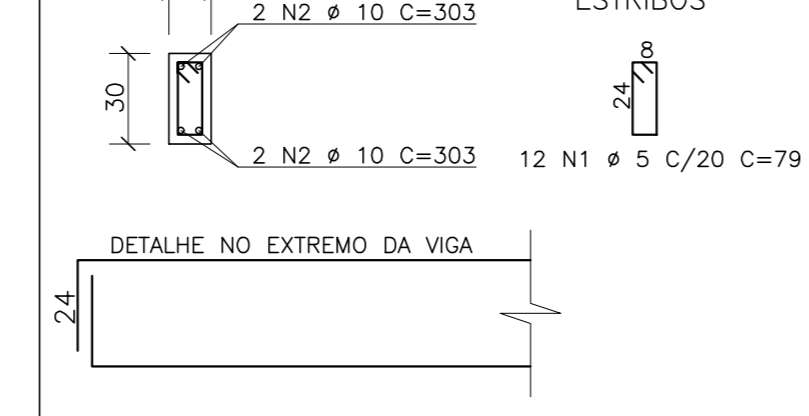 2 N2 ø 10 C=303
ESTRIBOS
30
8
24
2 N2 ø 10 C=303
12 N1 ø 5 C/20 C=79
DETALHE NO EXTREMO DA VIGA
24